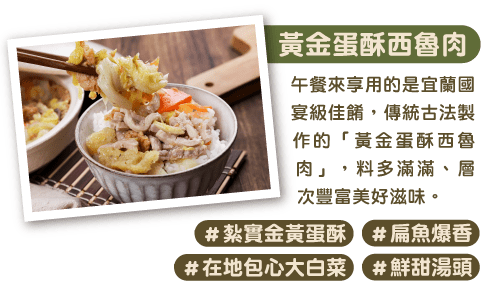 黃金蛋酥西魯肉
午餐來享用的是宜蘭國
宴級佳餚，傳統古法製
作的「黃金蛋酥西魯
肉」，料多滿滿、層
次豐富美好滋味。
#紮實金黃蛋酥 #扁魚爆香
#在地包心大白菜 #鮮甜湯頭